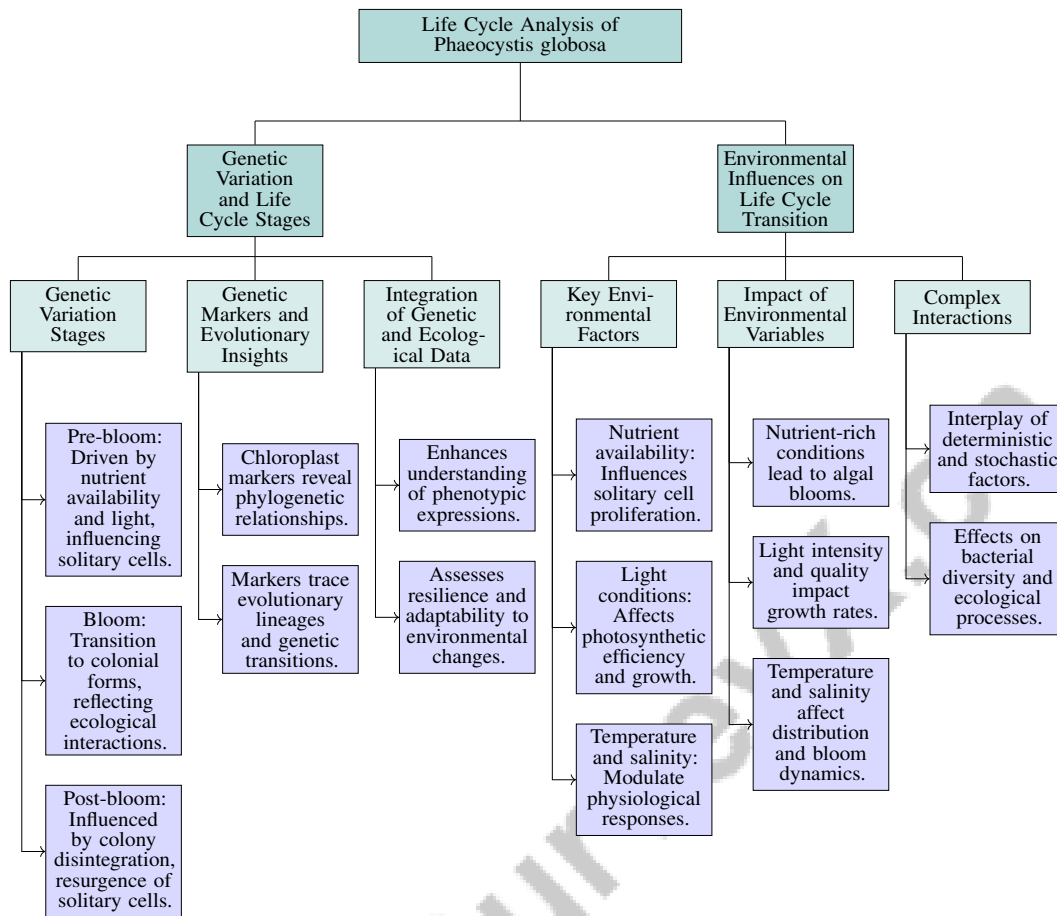 Life Cycle Analysis of
Phaeocystis globosa
Genetic
Variation
and Life
Cycle Stages
Environmental
Influences on
Life Cycle
Transition
Genetic
Variation
Stages
Genetic
Markers and
Evolutionary
Insights
Integration
of Genetic
and Ecolog-
ical Data
Key Envi-
ronmental
Factors
Impact of
Environmental
Variables
Complex
Interactions
Pre-bloom:
Driven by
nutrient
availability
and light,
influencing
solitary cells.
Bloom:
Transition
to colonial
forms,
reflecting
ecological
interactions.
Post-bloom:
Influenced
by colony
disintegration,
resurgence of
solitary cells.
Chloroplast
markers reveal
phylogenetic
relationships.
Markers trace
evolutionary
lineages
and genetic
transitions.
Enhances
understanding
of phenotypic
expressions.
Assesses
resilience and
adaptability to
environmental
changes.
Nutrient
availability:
Influences
solitary cell
proliferation.
Light
conditions:
Affects
photosynthetic
efficiency
and growth.
Temperature
and salinity:
Modulate
physiological
responses.
Nutrient-rich
conditions
lead to algal
blooms.
Light intensity
and quality
impact
growth rates.
Temperature
and salinity
affect
distribution
and bloom
dynamics.
Interplay of
deterministic
and stochastic
factors.
Effects on
bacterial
diversity and
ecological
processes.